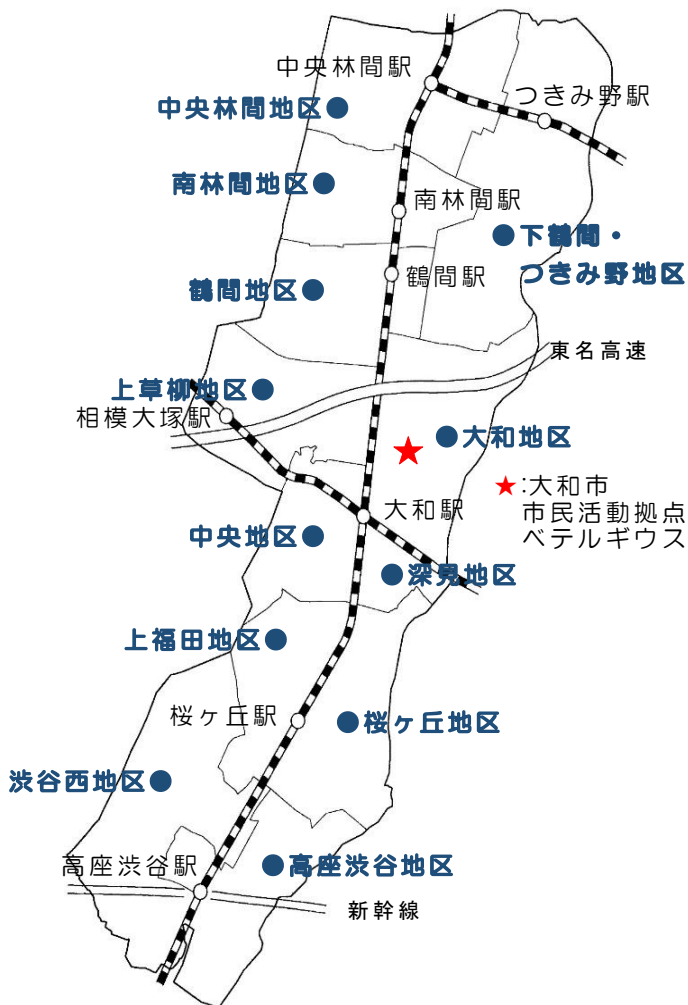 中央林間駅
つきみ野駅
中央林間地区
南林間地区
南林間駅
下鶴間・
つきみ野地区
鶴間駅
鶴間地区
東名高速
上草柳地区
相模大塚駅
大和地区
★:大和市
市民活動拠点
ベテルギウス
大和駅
中央地区
深見地区
上福田地区
桜ヶ丘駅
桜ヶ丘地区
渋谷西地区
高座渋谷駅
高座渋谷地区
新幹線